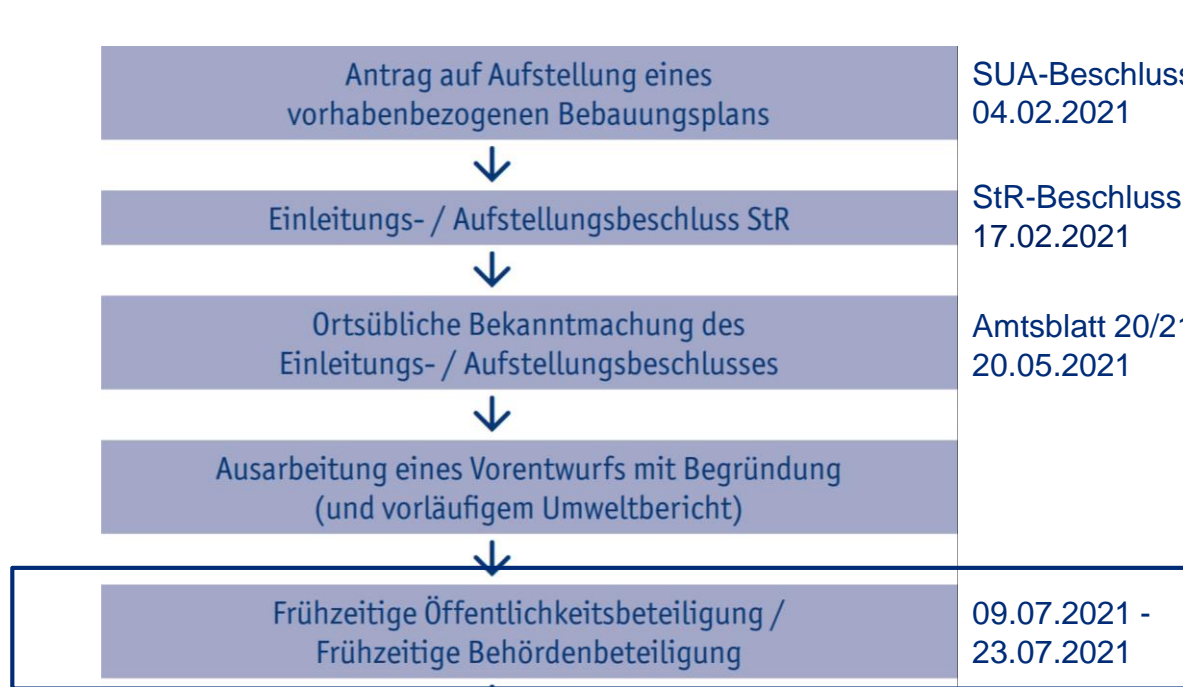 Antrag auf Aufstellung eines
vorhabenbezogenen Bebauungsplans
SUA-Beschluss
04.02.2021
Einleitungs- / Aufstellungsbeschluss StR
StR-Beschluss
17.02.2021
Ortsübliche Bekanntmachung des
Einleitungs- / Aufstellungsbeschlusses
Amtsblatt 20/21
20.05.2021
Ausarbeitung eines Vorentwurfs mit Begründung
(und vorläufigem Umweltbericht)
Frühzeitige Öffentlichkeitsbeteiligung /
Frühzeitige Behördenbeteiligung
09.07.2021 -
23.07.2021